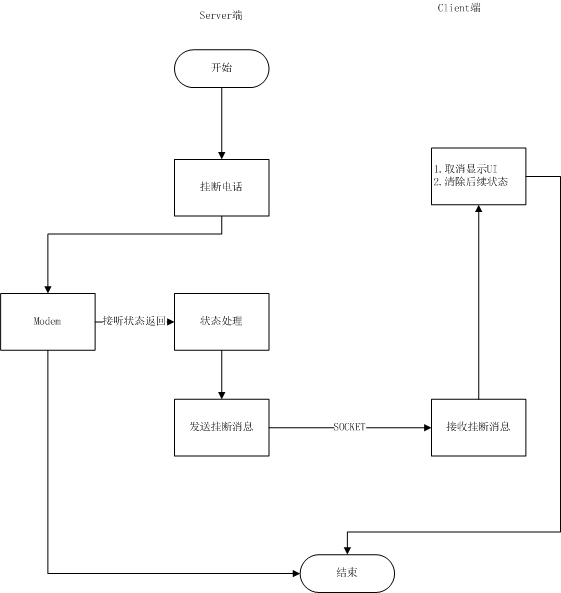 Server端
Client端
开始
挂断电话
1.取消显示UI
2.清除后续状态
Modem
接听状态返回
状态处理
发送挂断消息
SOCKET
接收挂断消息
结束